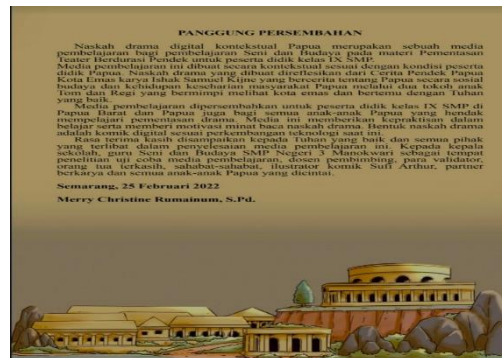 PANGGUNG PERSEMBAHAN
Naskah drama digital kontekstual Papua merupakan sebuah media
pembelajaran bagi pembelajaran Seni dan Budaya pada materi Pementasan
Teater Berdurasi Pendek untuk peserta didik kelas IX SMP.
Media pembelajaran ini dibuat secara kontekstual sesuai dengan kondisi peserta
didik Papua. Naskah drama yang dibuat direfleksikan dari Cerita Pendek Papua
Kota Emas karya Ishak Samuel Kijne yang bercerita tentang Papua secara sosial
budaya dan kehidupan keseharian masyarakat Papua melalui dua tokoh anak
Tom dan Regi yang bermimpi melihat kota emas dan bertemu dengan Tuhan
yang baik.
Media pembelajaran dipersembahkan untuk peserta didik kelas IX SMP di
Papua Barat dan Papua juga bagi semua anak-anak Papua yang hendak
mempelajari pementasan drama. Media ini memberikan kepraktisan dalam
belajar serta memberi motivasi minat baca naskah drama. Bentuk naskah drama
adalah komik digital sesuai perkembangan teknologi saat ini.
Rasa terima kasih disampaikan kepada Tuhan yang baik dan semua pihak
yang terlibat dalam penyelesaian media pembelajaran ini. Kepada kepala
sekolah, guru Seni dan Budaya SMP Negeri 3 Manokwari sebagai tempat
penelitian uji coba media pembelajaran, dosen pembimbing, para validator,
orang tua terkasih, sahabat-sahabat, ilustrator komik Sufi Arthur, partner
berkarya dan semua anak-anak Papua yang dicintai.
Semarang, 25 Februari 2022
Merry Christine Rumainum, S.Pd.